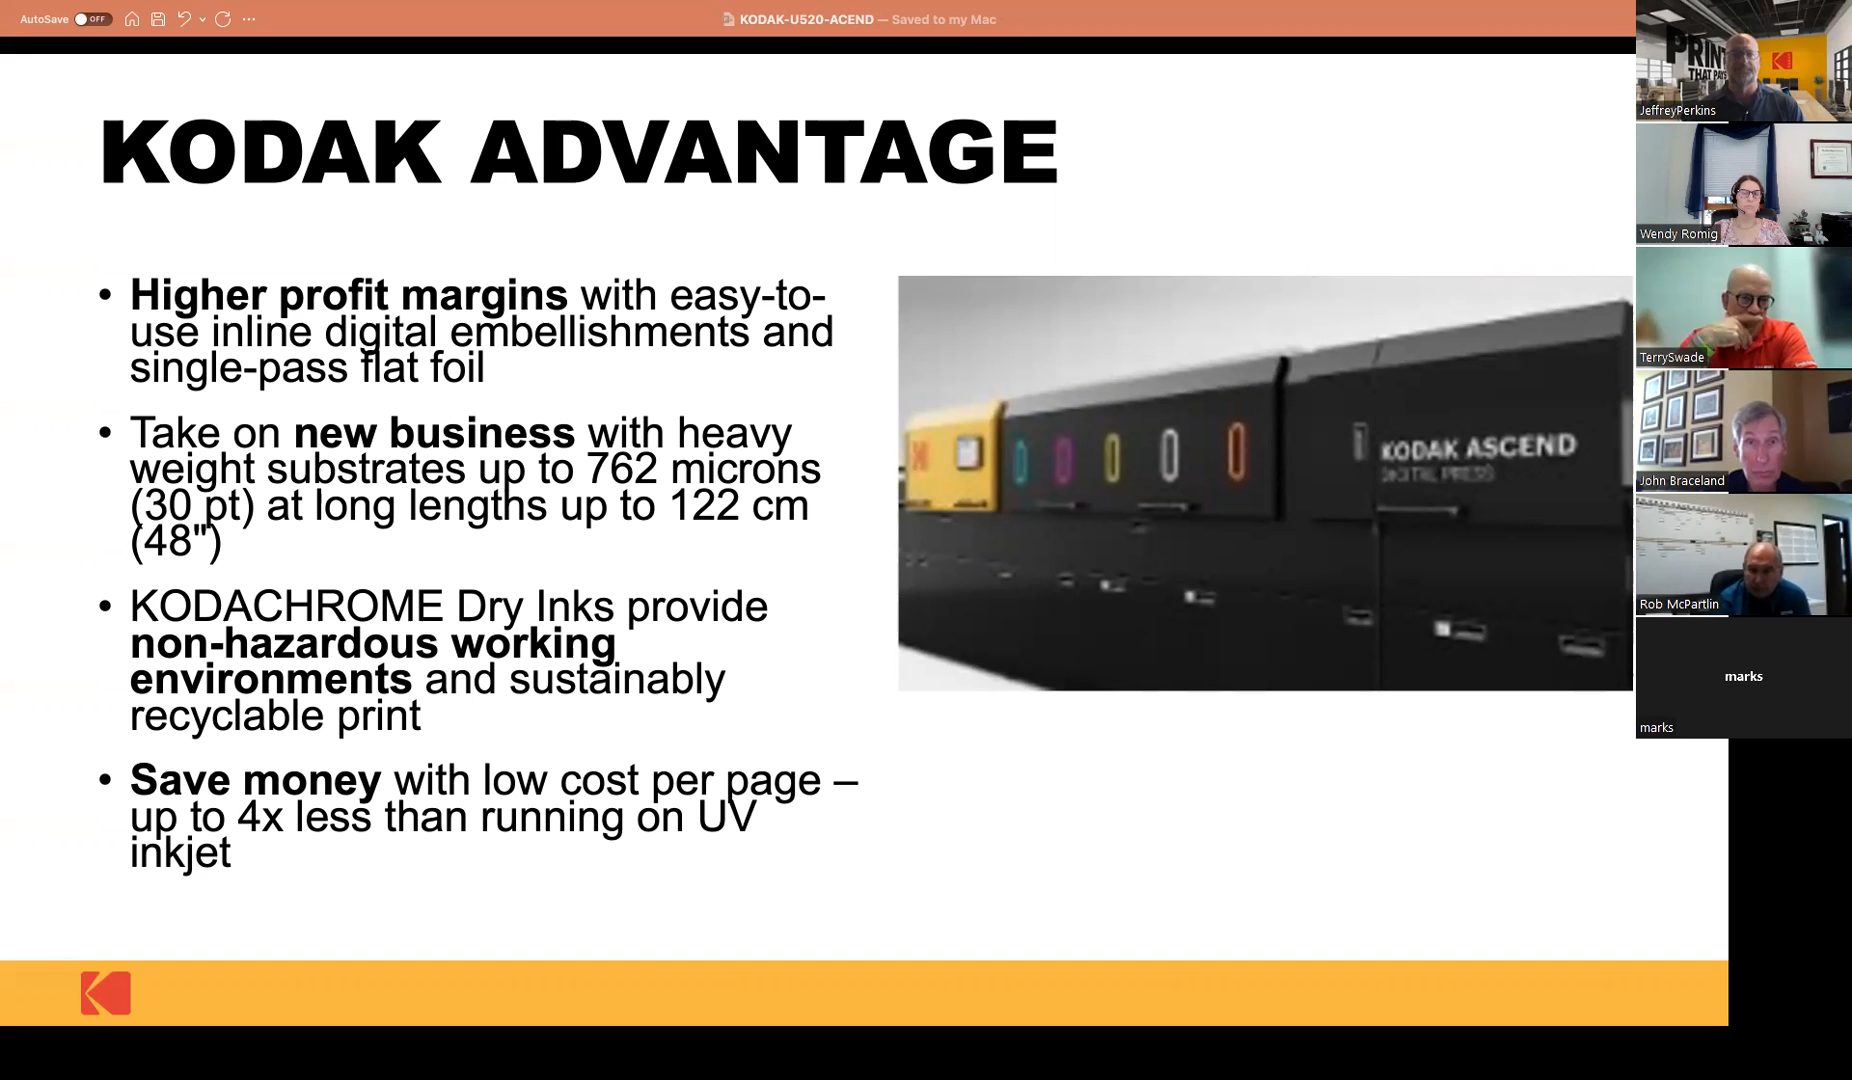 AutoSave OFF
KODAK-U520-ACEND — Saved to my Mac
KODAK ADVANTAGE
• Higher profit margins with easy-to-
use inline digital embellishments and
single-pass flat foil
• Take on new business with heavy
weight substrates up to 762 microns
(30 pt) at long lengths up to 122 cm
(48")
• KODACHROME Dry Inks provide
non-hazardous working
environments and sustainably
recyclable print
• Save money with low cost per page –
up to 4x less than running on UV
inkjet
KODAK ASCEND
DIGITAL PRESS
PRINT
THAT PAYS
JeffreyPerkins
Wendy Romig
TerrySwade
John Braceland
Rob McPartlin
marks
marks